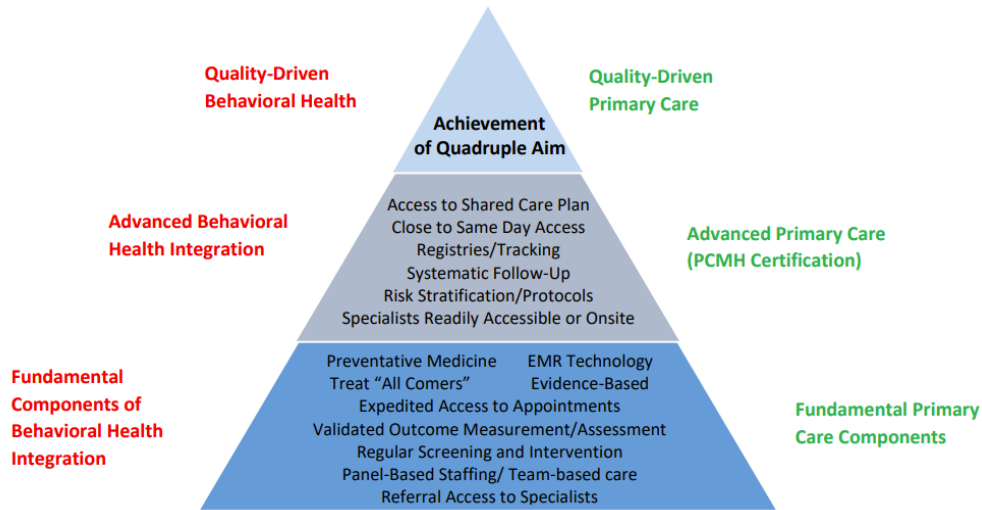 Quality-Driven
Behavioral Health
Quality-Driven
Primary Care
Achievement
of Quadruple Aim
Advanced Behavioral
Health Integration
Access to Shared Care Plan
Close to Same Day Access
Registries/Tracking
Systematic Follow-Up
Risk Stratification/Protocols
Specialists Readily Accessible or Onsite
Advanced Primary Care
(PCMH Certification)
Fundamental
Components of
Behavioral Health
Integration
Preventative Medicine EMR Technology
Treat “All Comers” Evidence-Based
Expedited Access to Appointments
Validated Outcome Measurement/Assessment
Regular Screening and Intervention
Panel-Based Staffing/ Team-based care
Referral Access to Specialists
Fundamental Primary
Care Components